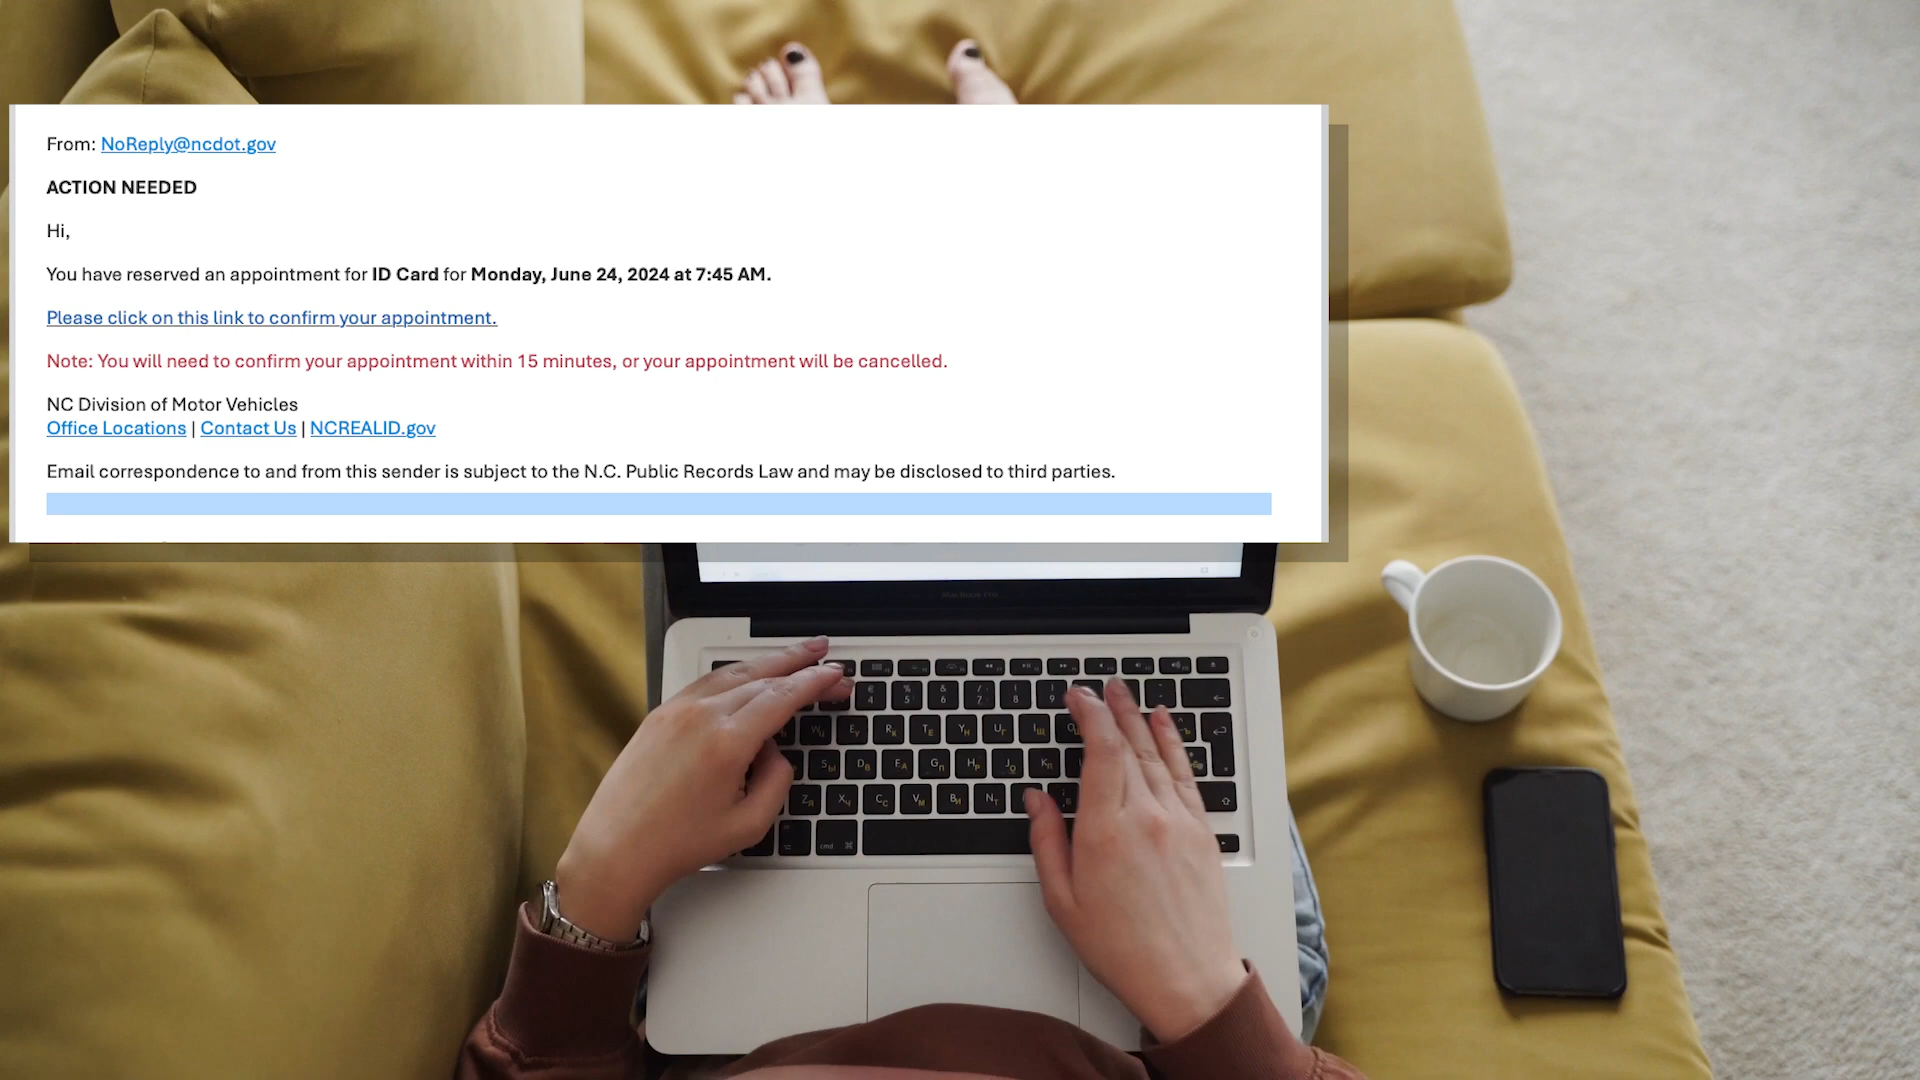 From: NoReply@ncdot.gov
ACTION NEEDED
Hi,
You have reserved an appointment for ID Card for Monday, June 24, 2024 at 7:45 AM.
Please click on this link to confirm your appointment.
Note: You will need to confirm your appointment within 15 minutes, or your appointment will be cancelled.
NC Division of Motor Vehicles
Office Locations | Contact Us | NCREALID.gov
Email correspondence to and from this sender is subject to the N.C. Public Records Law and may be disclosed to third parties.
MacBook Pro
cmd